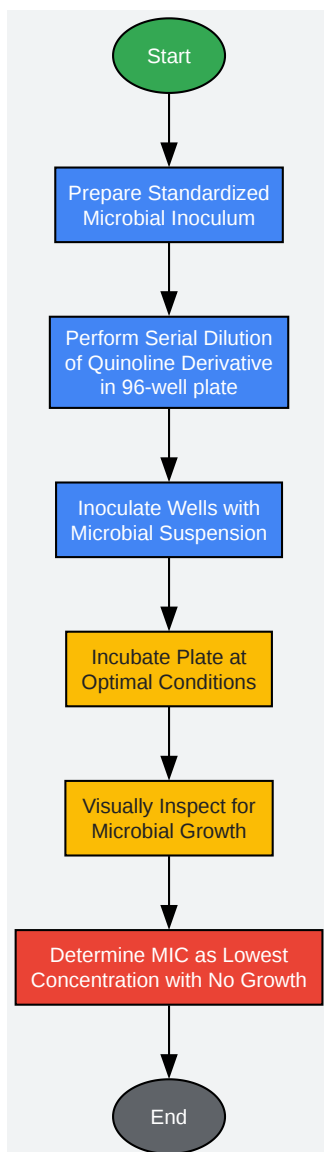 Start
Prepare Standardized
Microbial Inoculum
Perform Serial Dilution
of Quinoline Derivative
in 96-well plate
Inoculate Wells with
Microbial Suspension
Incubate Plate at
Optimal Conditions
Visually Inspect for
Microbial Growth
Determine MIC as Lowest
Concentration with No Growth
End